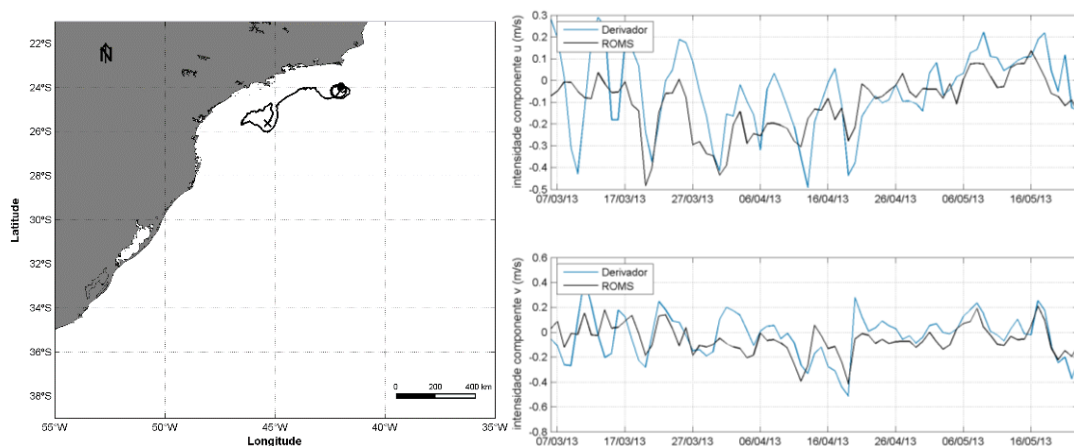 22°S
24°S
26°S
28°S
30°S
32°S
34°S
36°S
38°S
Latitude
N
0 200 400 km
55°W 50°W 45°W 40°W 35°W
Longitude
intensidade componente u (m/s)
0.3
0.2
0.1
0
-0.1
-0.2
-0.3
-0.4
-0.5
Derivador
ROMS
07/03/13 17/03/13 27/03/13 06/04/13 16/04/13 26/04/13 06/05/13 16/05/13
intensidade componente v (m/s)
0.6
0.4
0.2
0
-0.2
-0.4
-0.6
-0.8
Derivador
ROMS
07/03/13 17/03/13 27/03/13 06/04/13 16/04/13 26/04/13 06/05/13 16/05/13